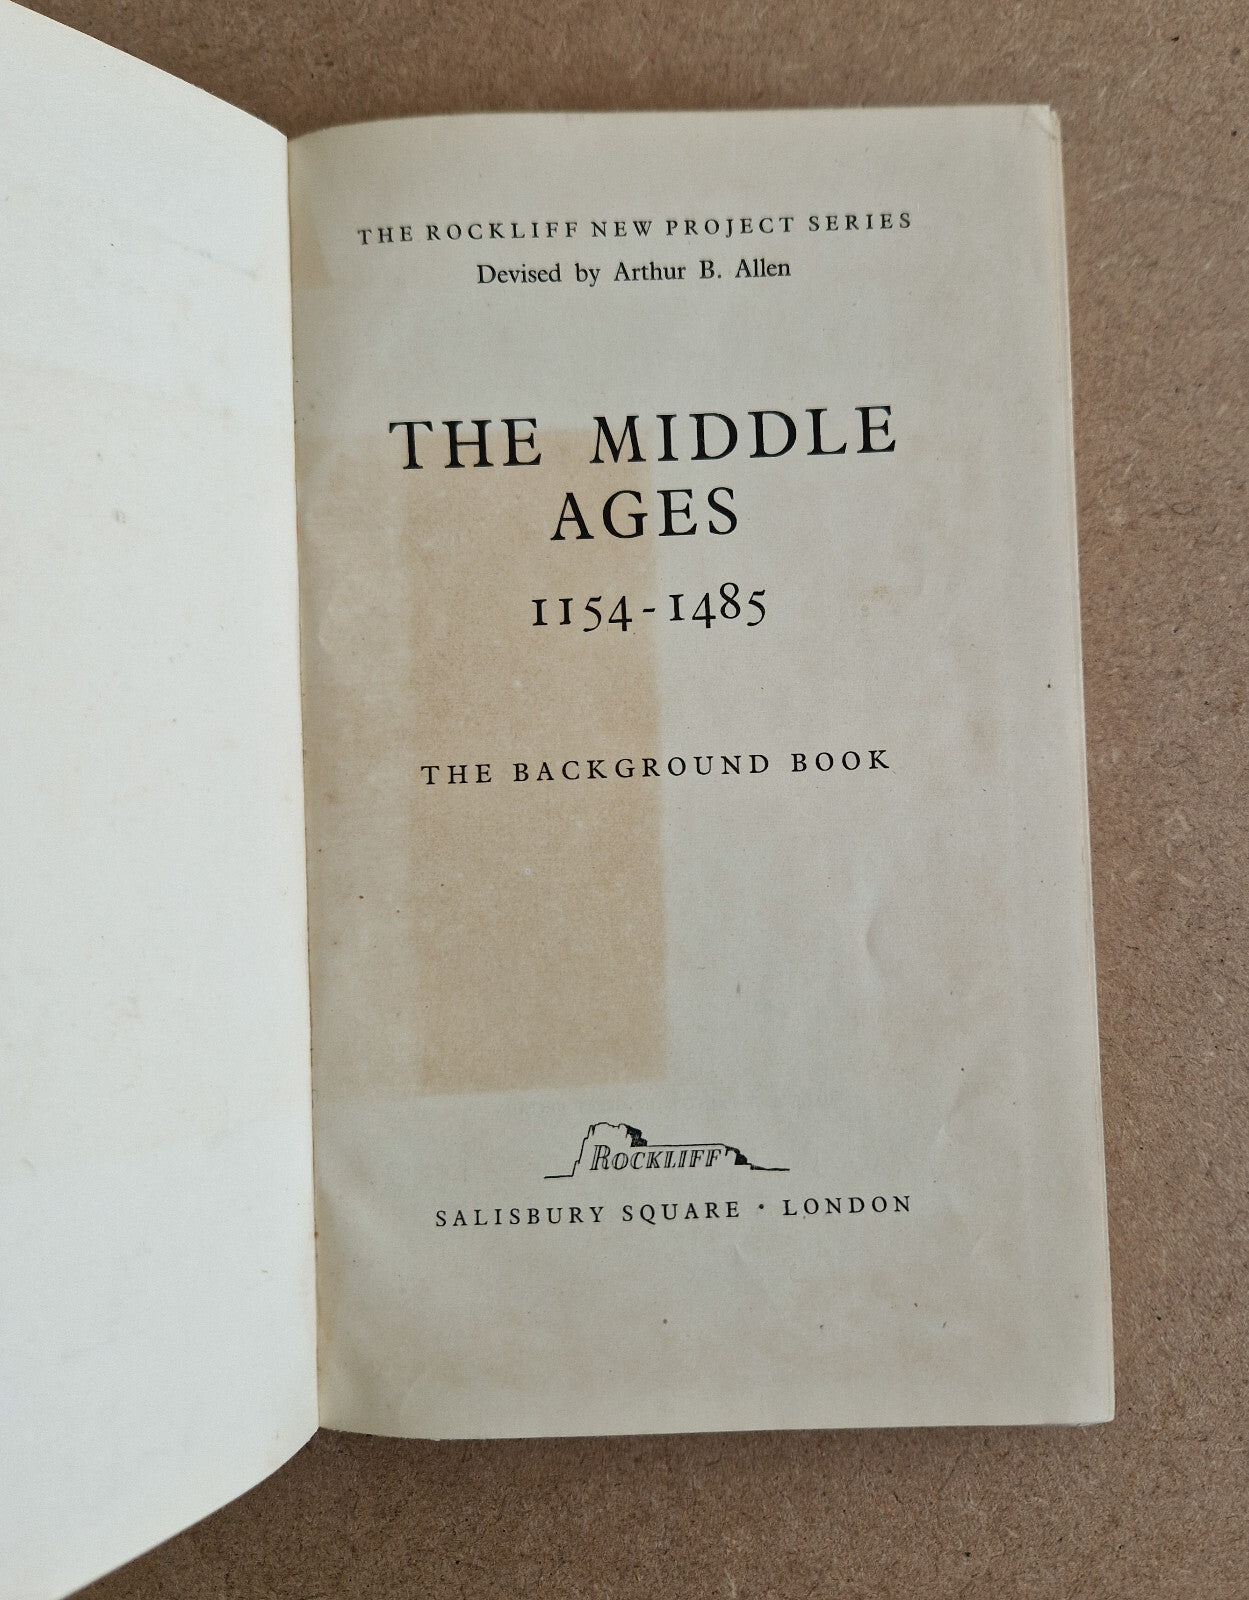 THE ROCKLIFF NEW PROJECT SERIES
Devised by Arthur B. Allen
THE MIDDLE
AGES
1154-1485
THE BACKGROUND BOOK
ROCKLIFF
SALISBURY SQUARE · LONDON